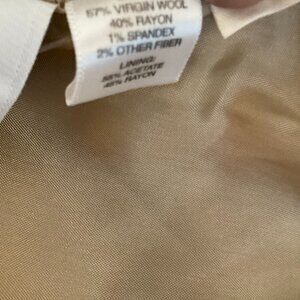 57% VIRGIN WOOL
40% RAYON
1% SPANDEX
2% OTHER FIBER
LINING:
55% ACETATE
45% RAYON